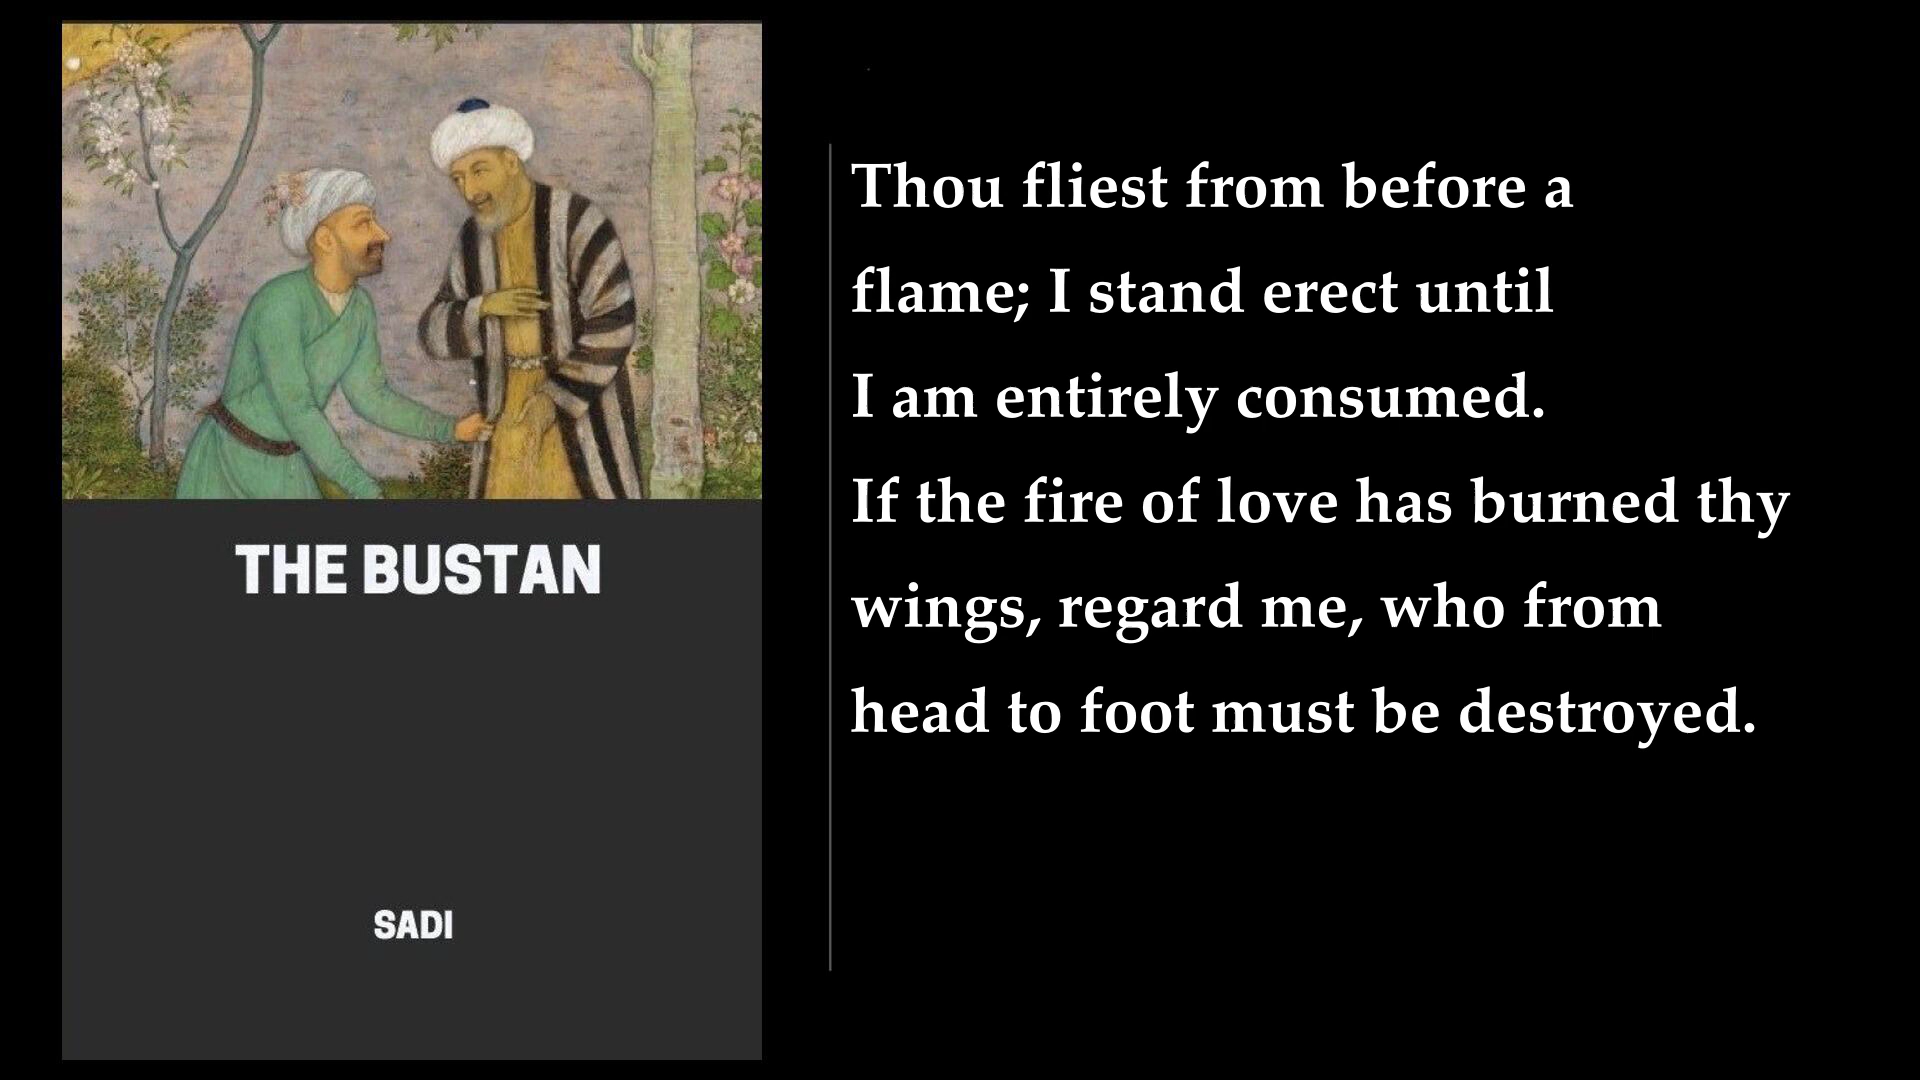 THE BUSTAN
SADI
Thou fliest from before a
flame; I stand erect until
I am entirely consumed.
If the fire of love has burned thy
wings, regard me, who from
head to foot must be destroyed.